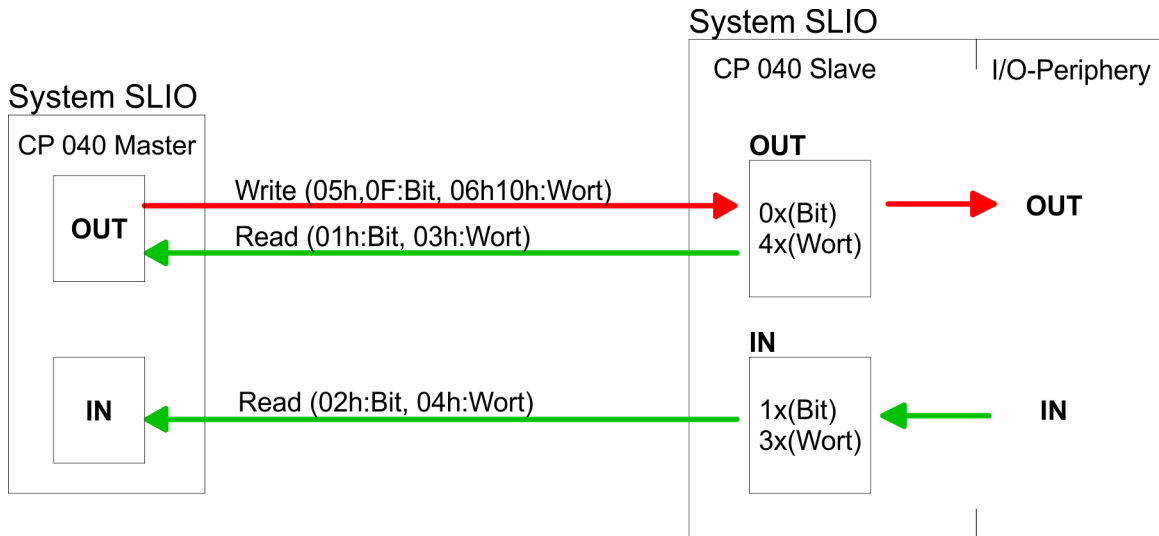 System SLIO
CP 040 Slave
I/O-Periphery
System SLIO
CP 040 Master
OUT
Write (05h,0F:Bit, 06h10h:Wort)
Read (01h:Bit, 03h:Wort)
OUT
0x(Bit)
4x(Wort)
OUT
IN
Read (02h:Bit, 04h:Wort)
IN
1x(Bit)
3x(Wort)
IN